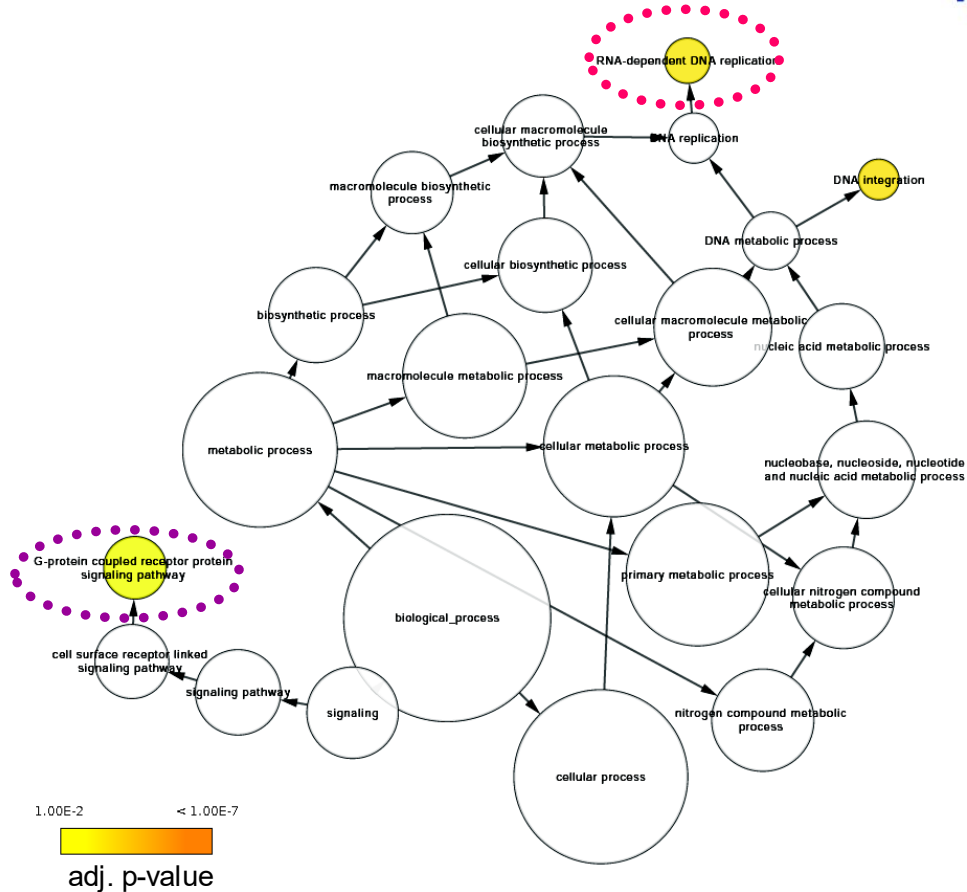 RNA-dependent DNA replication
cellular macromolecule
biosynthetic process
DNA replication
macromolecule biosynthetic
process
DNA integration
DNA metabolic process
cellular biosynthetic process
biosynthetic process
cellular macromolecule metabolic
process
nucleic acid metabolic process
macromolecule metabolic process
metabolic process
cellular metabolic process
nucleobase, nucleoside, nucleotide
and nucleic acid metabolic process
G-protein coupled receptor protein
signaling pathway
primary metabolic process
cellular nitrogen compound
metabolic process
biological_process
cell surface receptor linked
signaling pathway
signaling pathway
signaling
nitrogen compound metabolic
process
cellular process
1.00E-2
< 1.00E-7
adj. p-value